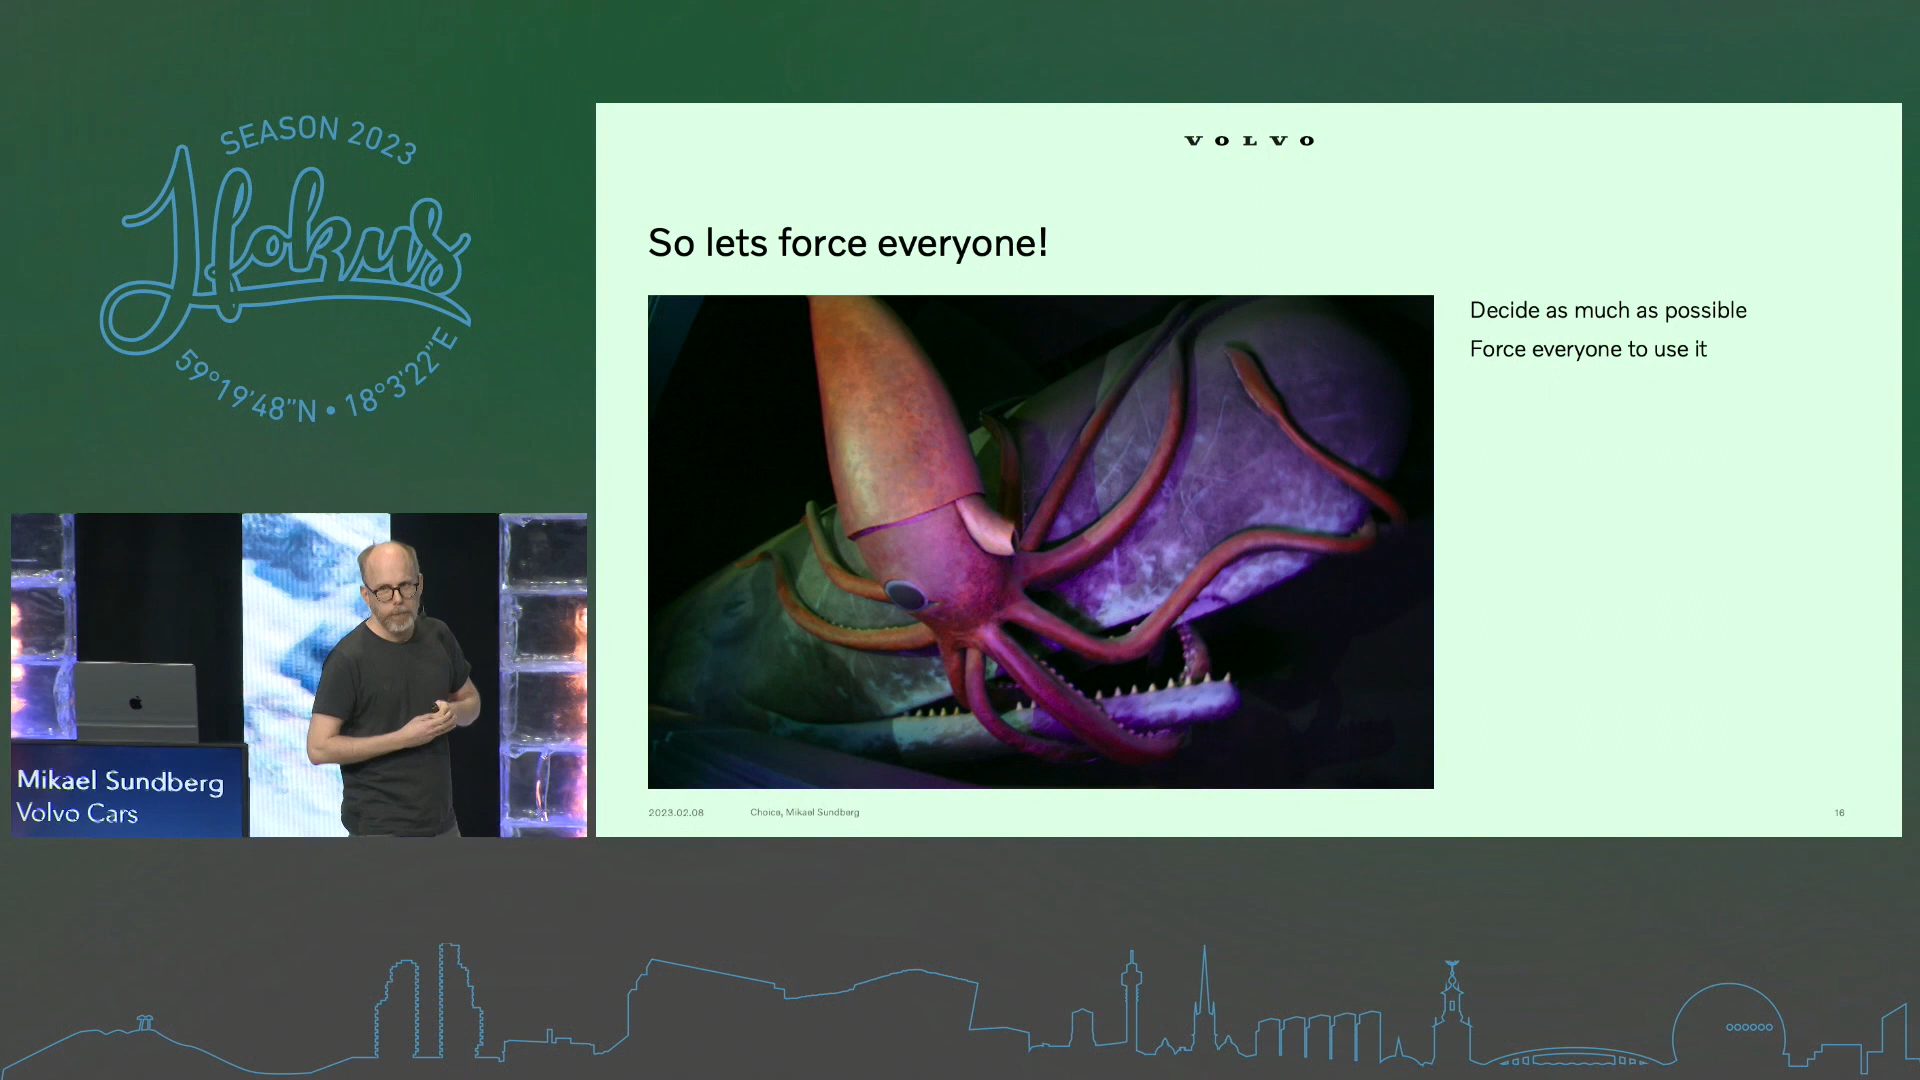 SEASON 2023
Jfokus
59°19'48"N • 18°3'22"E
Mikael Sundberg
Volvo Cars
VOLVO
So lets force everyone!
Decide as much as possible
Force everyone to use it
2023.02.08
Choice, Mikael Sundberg
16